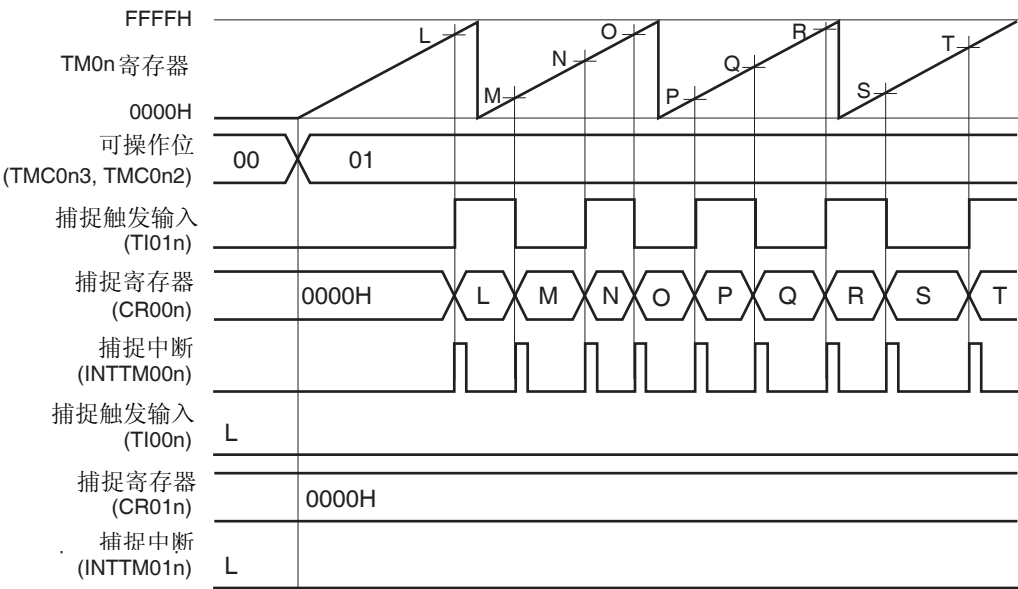 FFFFH
TM0n寄存器
0000H
L
M
N
O
P
Q
R
S
T
可操作位
(TMC0n3, TMC0n2)
00
01
捕捉触发输入
(TI01n)
捕捉寄存器
(CR00n)
0000H
L
M
N
O
P
Q
R
S
T
捕捉中断
(INTTM00n)
捕捉触发输入
(TI00n)
L
捕捉寄存器
(CR01n)
0000H
捕捉中断
(INTTM01n)
L